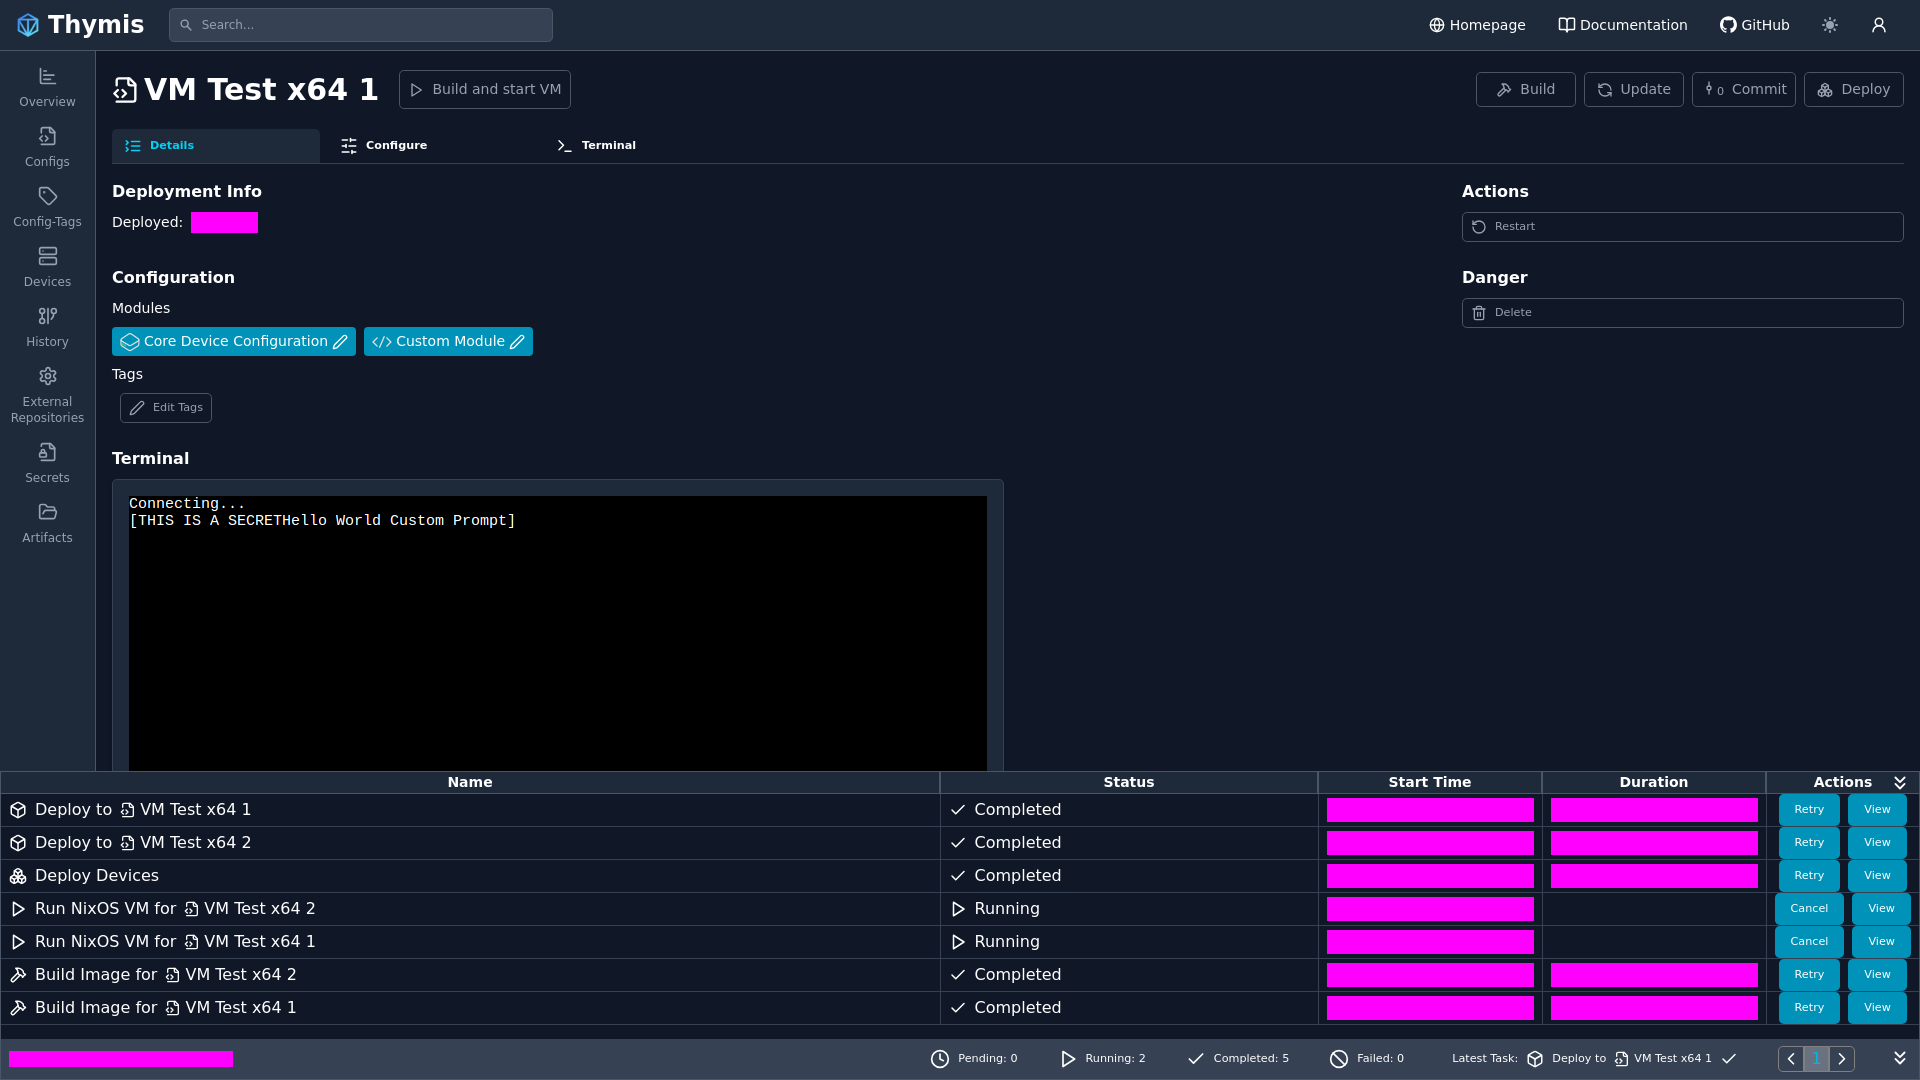 Thymis
Search...
Homepage
Documentation
GitHub
Overview
Configs
Config-Tags
Devices
History
External
Repositories
Secrets
Artifacts
VM Test x64 1
Build and start VM
Build
Update
0 Commit
Deploy
Details
Configure
Terminal
Deployment Info
Deployed:
Configuration
Modules
Core Device Configuration
Custom Module
Tags
Edit Tags
Actions
Restart
Danger
Delete
Terminal
Connecting...
[THIS IS A SECRETHello World Custom Prompt]
Name Status Start Time Duration Actions
Deploy to VM Test x64 1 Completed Retry View
Deploy to VM Test x64 2 Completed Retry View
Deploy Devices Completed Retry View
Run NixOS VM for VM Test x64 2 Running Cancel View
Run NixOS VM for VM Test x64 1 Running Cancel View
Build Image for VM Test x64 2 Completed Retry View
Build Image for VM Test x64 1 Completed Retry View
Pending: 0 Running: 2 Completed: 5 Failed: 0 Latest Task: Deploy to VM Test x64 1 1